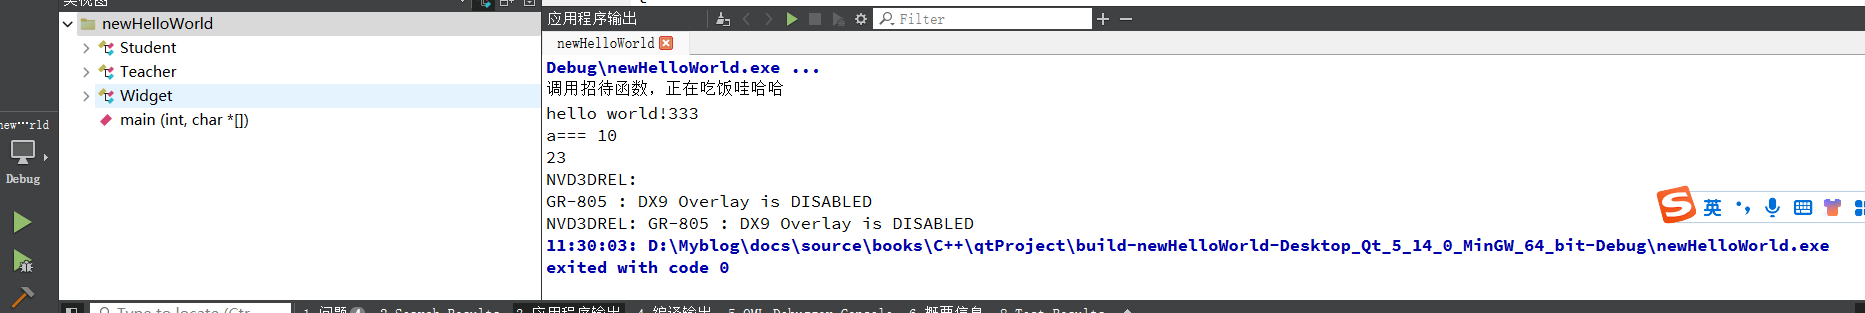 类视图
newHelloWorld
Student
Teacher
Widget
main (int, char *[])
new…rld
Debug
应用程序输出
Filter
newHelloWorld
Debug\newHelloWorld.exe ...
调用招待函数，正在吃饭哇哈哈
hello world!333
a=== 10
23
NVD3DREL:
GR-805 : DX9 Overlay is DISABLED
NVD3DREL: GR-805 : DX9 Overlay is DISABLED
11:30:03: D:\Myblog\docs\source\books\C++\qtProject\build-newHelloWorld-Desktop_Qt_5_14_0_MinGW_64_bit-Debug\newHelloWorld.exe
exited with code 0
S 英
Type to locate (Ctr
1 问题 4 2 Search Results 3 应用程序输出 4 编译输出 5 QML Debugger Console 6 概要信息 8 Test Results